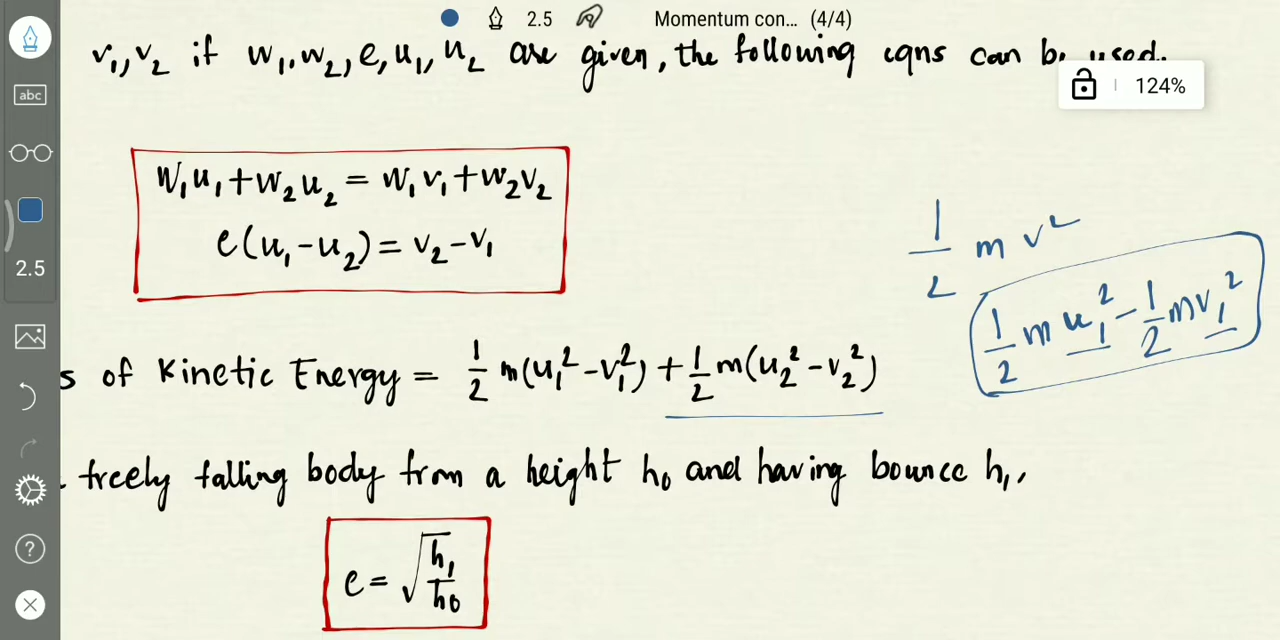 2.5 Momentum con... (4/4)
v₁,v₂ if w₁,w₂,e,u₁,u₂ are given, the following eqns can be used.
abc
124%
W₁u₁+w₂u₂ = W₁v₁+w₂v₂
e(u₁-u₂) = v₂-v₁
2.5
1/2 m v²
1/2 m u₁² - 1/2 m v₁²
s of Kinetic Energy = 1/2 m(u₁²-v₁²) + 1/2 m(u₂²-v₂²)
. freely falling body from a height h₀ and having bounce h₁,
e = √(h₁/h₀)